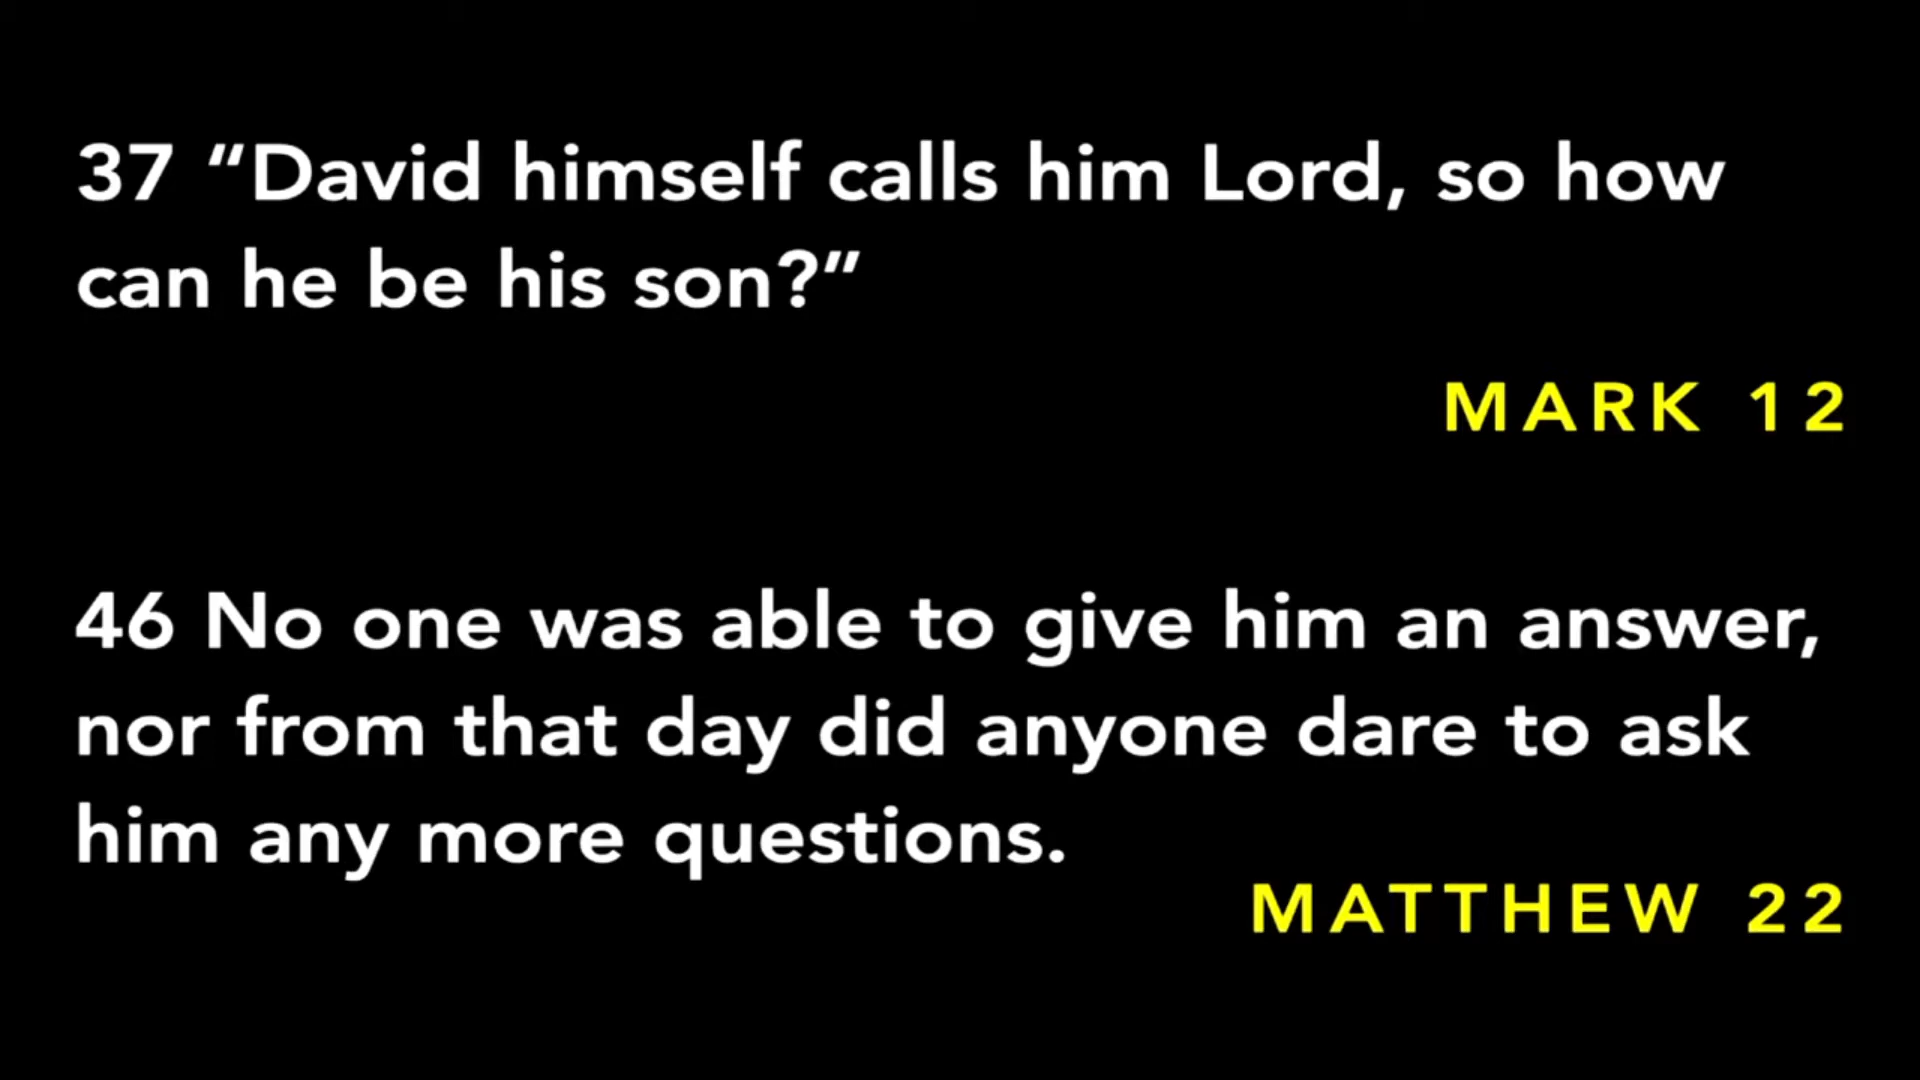 37 “David himself calls him Lord, so how
can he be his son?”
MARK 12
46 No one was able to give him an answer,
nor from that day did anyone dare to ask
him any more questions.
MATTHEW 22